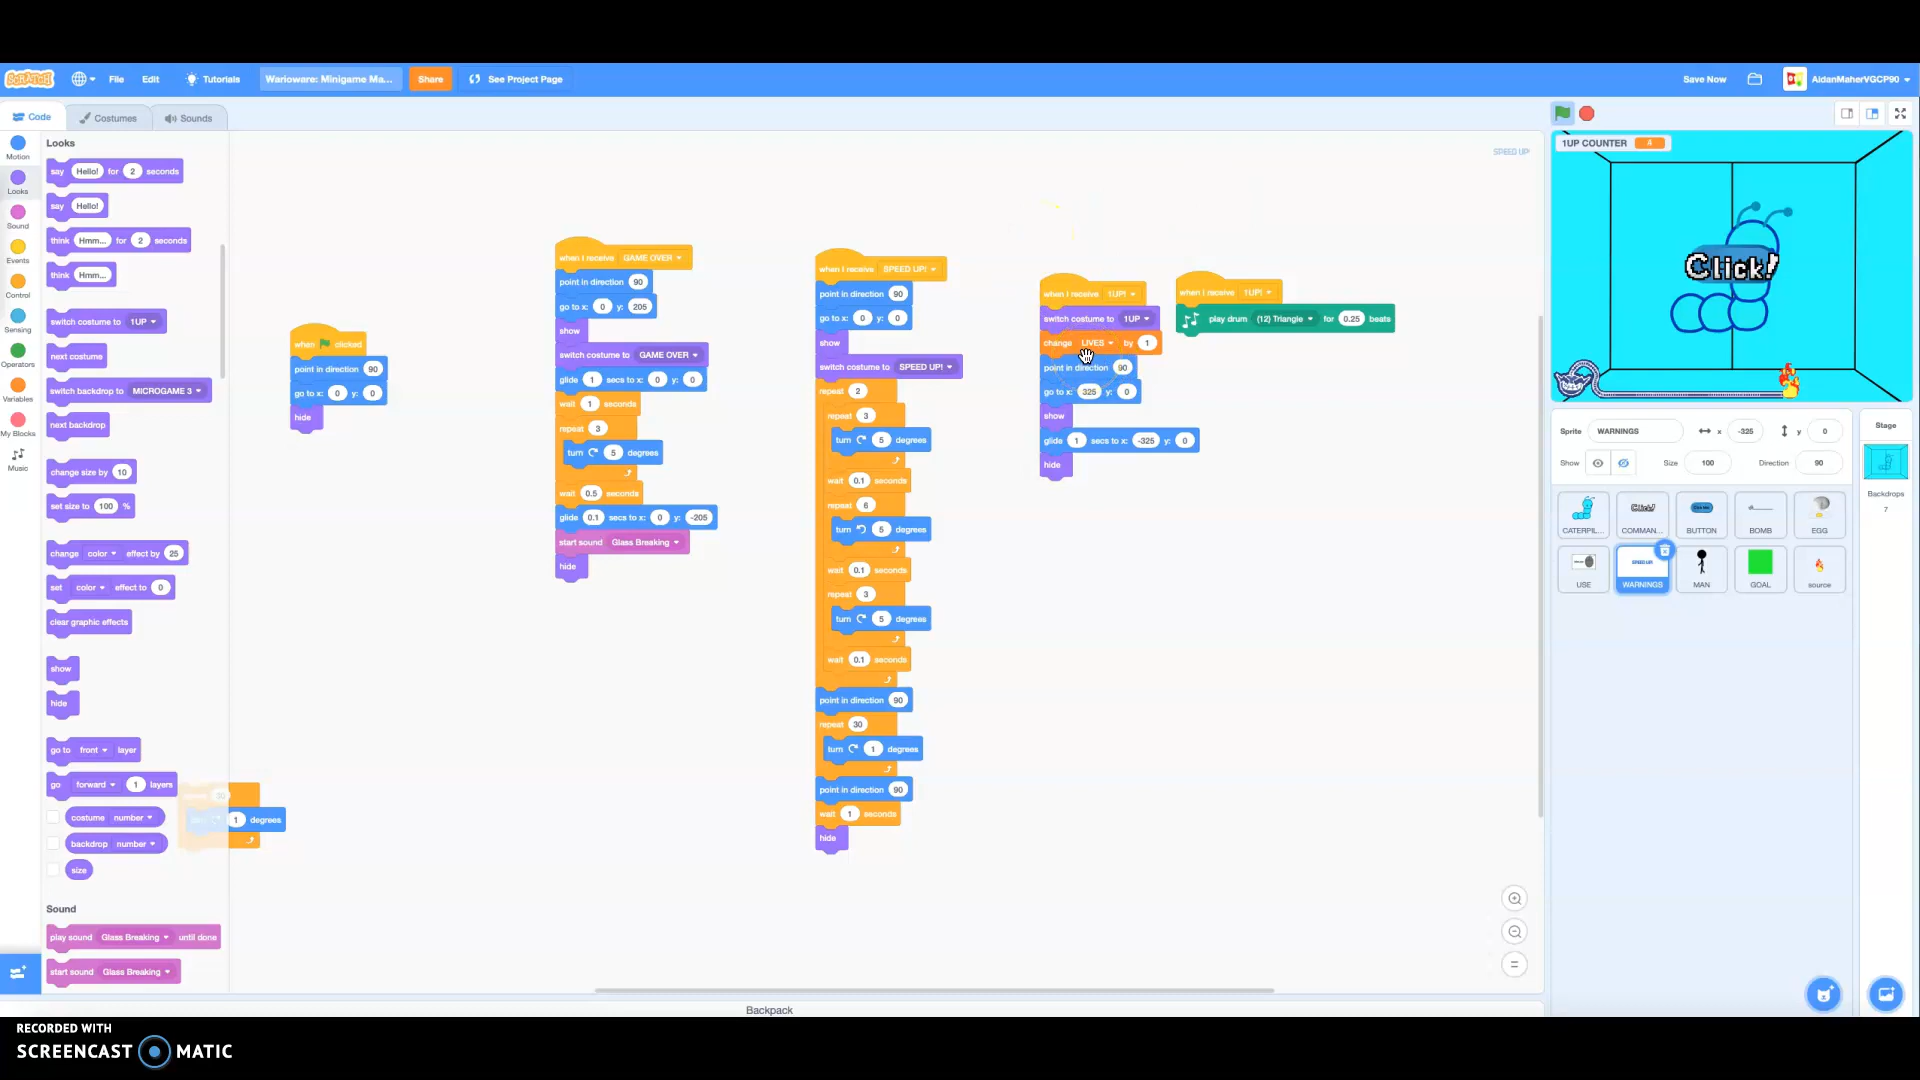 SCRATCH File Edit Tutorials Warioware: Minigame Ma... Share See Project Page Save Now AidanMaherVGCP90
Code Costumes Sounds
Motion
Looks
Sound
Events
Control
Sensing
Operators
Variables
My Blocks
Music
Looks
say Hello! for 2 seconds
say Hello!
think Hmm... for 2 seconds
think Hmm...
switch costume to 1UP
next costume
switch backdrop to MICROGAME 3
next backdrop
change size by 10
set size to 100 %
change color effect by 25
set color effect to 0
clear graphic effects
show
hide
go to front layer
go forward 1 layers
costume number
backdrop number
size
Sound
play sound Glass Breaking until done
start sound Glass Breaking
1 degrees
when clicked
point in direction 90
go to x: 0 y: 0
hide
when I receive GAME OVER
point in direction 90
go to x: 0 y: 205
show
switch costume to GAME OVER
glide 1 secs to x: 0 y: 0
wait 1 seconds
repeat 3
turn 5 degrees
wait 0.5 seconds
glide 0.1 secs to x: 0 y: -205
start sound Glass Breaking
hide
when I receive SPEED UP!
point in direction 90
go to x: 0 y: 0
show
switch costume to SPEED UP!
repeat 2
repeat 3
turn 5 degrees
wait 0.1 seconds
repeat 6
turn 5 degrees
wait 0.1 seconds
repeat 3
turn 5 degrees
wait 0.1 seconds
point in direction 90
repeat 30
turn 1 degrees
point in direction 90
wait 1 seconds
hide
when I receive 1UP!
switch costume to 1UP
change LIVES by 1
point in direction 90
go to x: 325 y: 0
show
glide 1 secs to x: -325 y: 0
hide
when I receive 1UP!
play drum (12) Triangle for 0.25 beats
SPEED UP!
1UP COUNTER 4
Click!
Sprite WARNINGS x -325 y 0
Show Size 100 Direction 90
CATERPIL... COMMAN... BUTTON BOMB EGG
USE WARNINGS MAN GOAL source
Stage
Backdrops
7
Backpack
RECORDED WITH
SCREENCAST MATIC